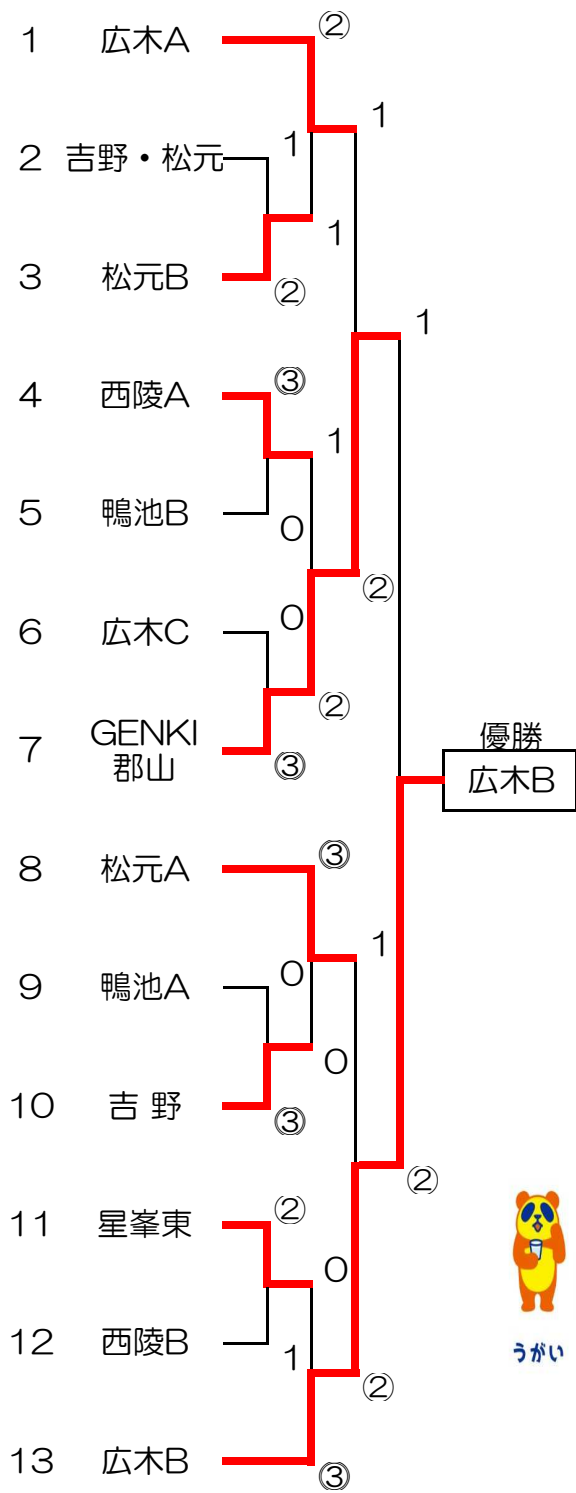 1 広木A ②
1
2 吉野・松元 1
1
3 松元B ②
1
4 西陵A ③
1
5 鴨池B 0
②
6 広木C 0
②
7 GENKI
郡山 ③
優勝
広木B
8 松元A ③
1
9 鴨池A 0
0
10 吉 野 ③
②
11 星峯東 ②
0
12 西陵B 1
うがい
②
13 広木B ③